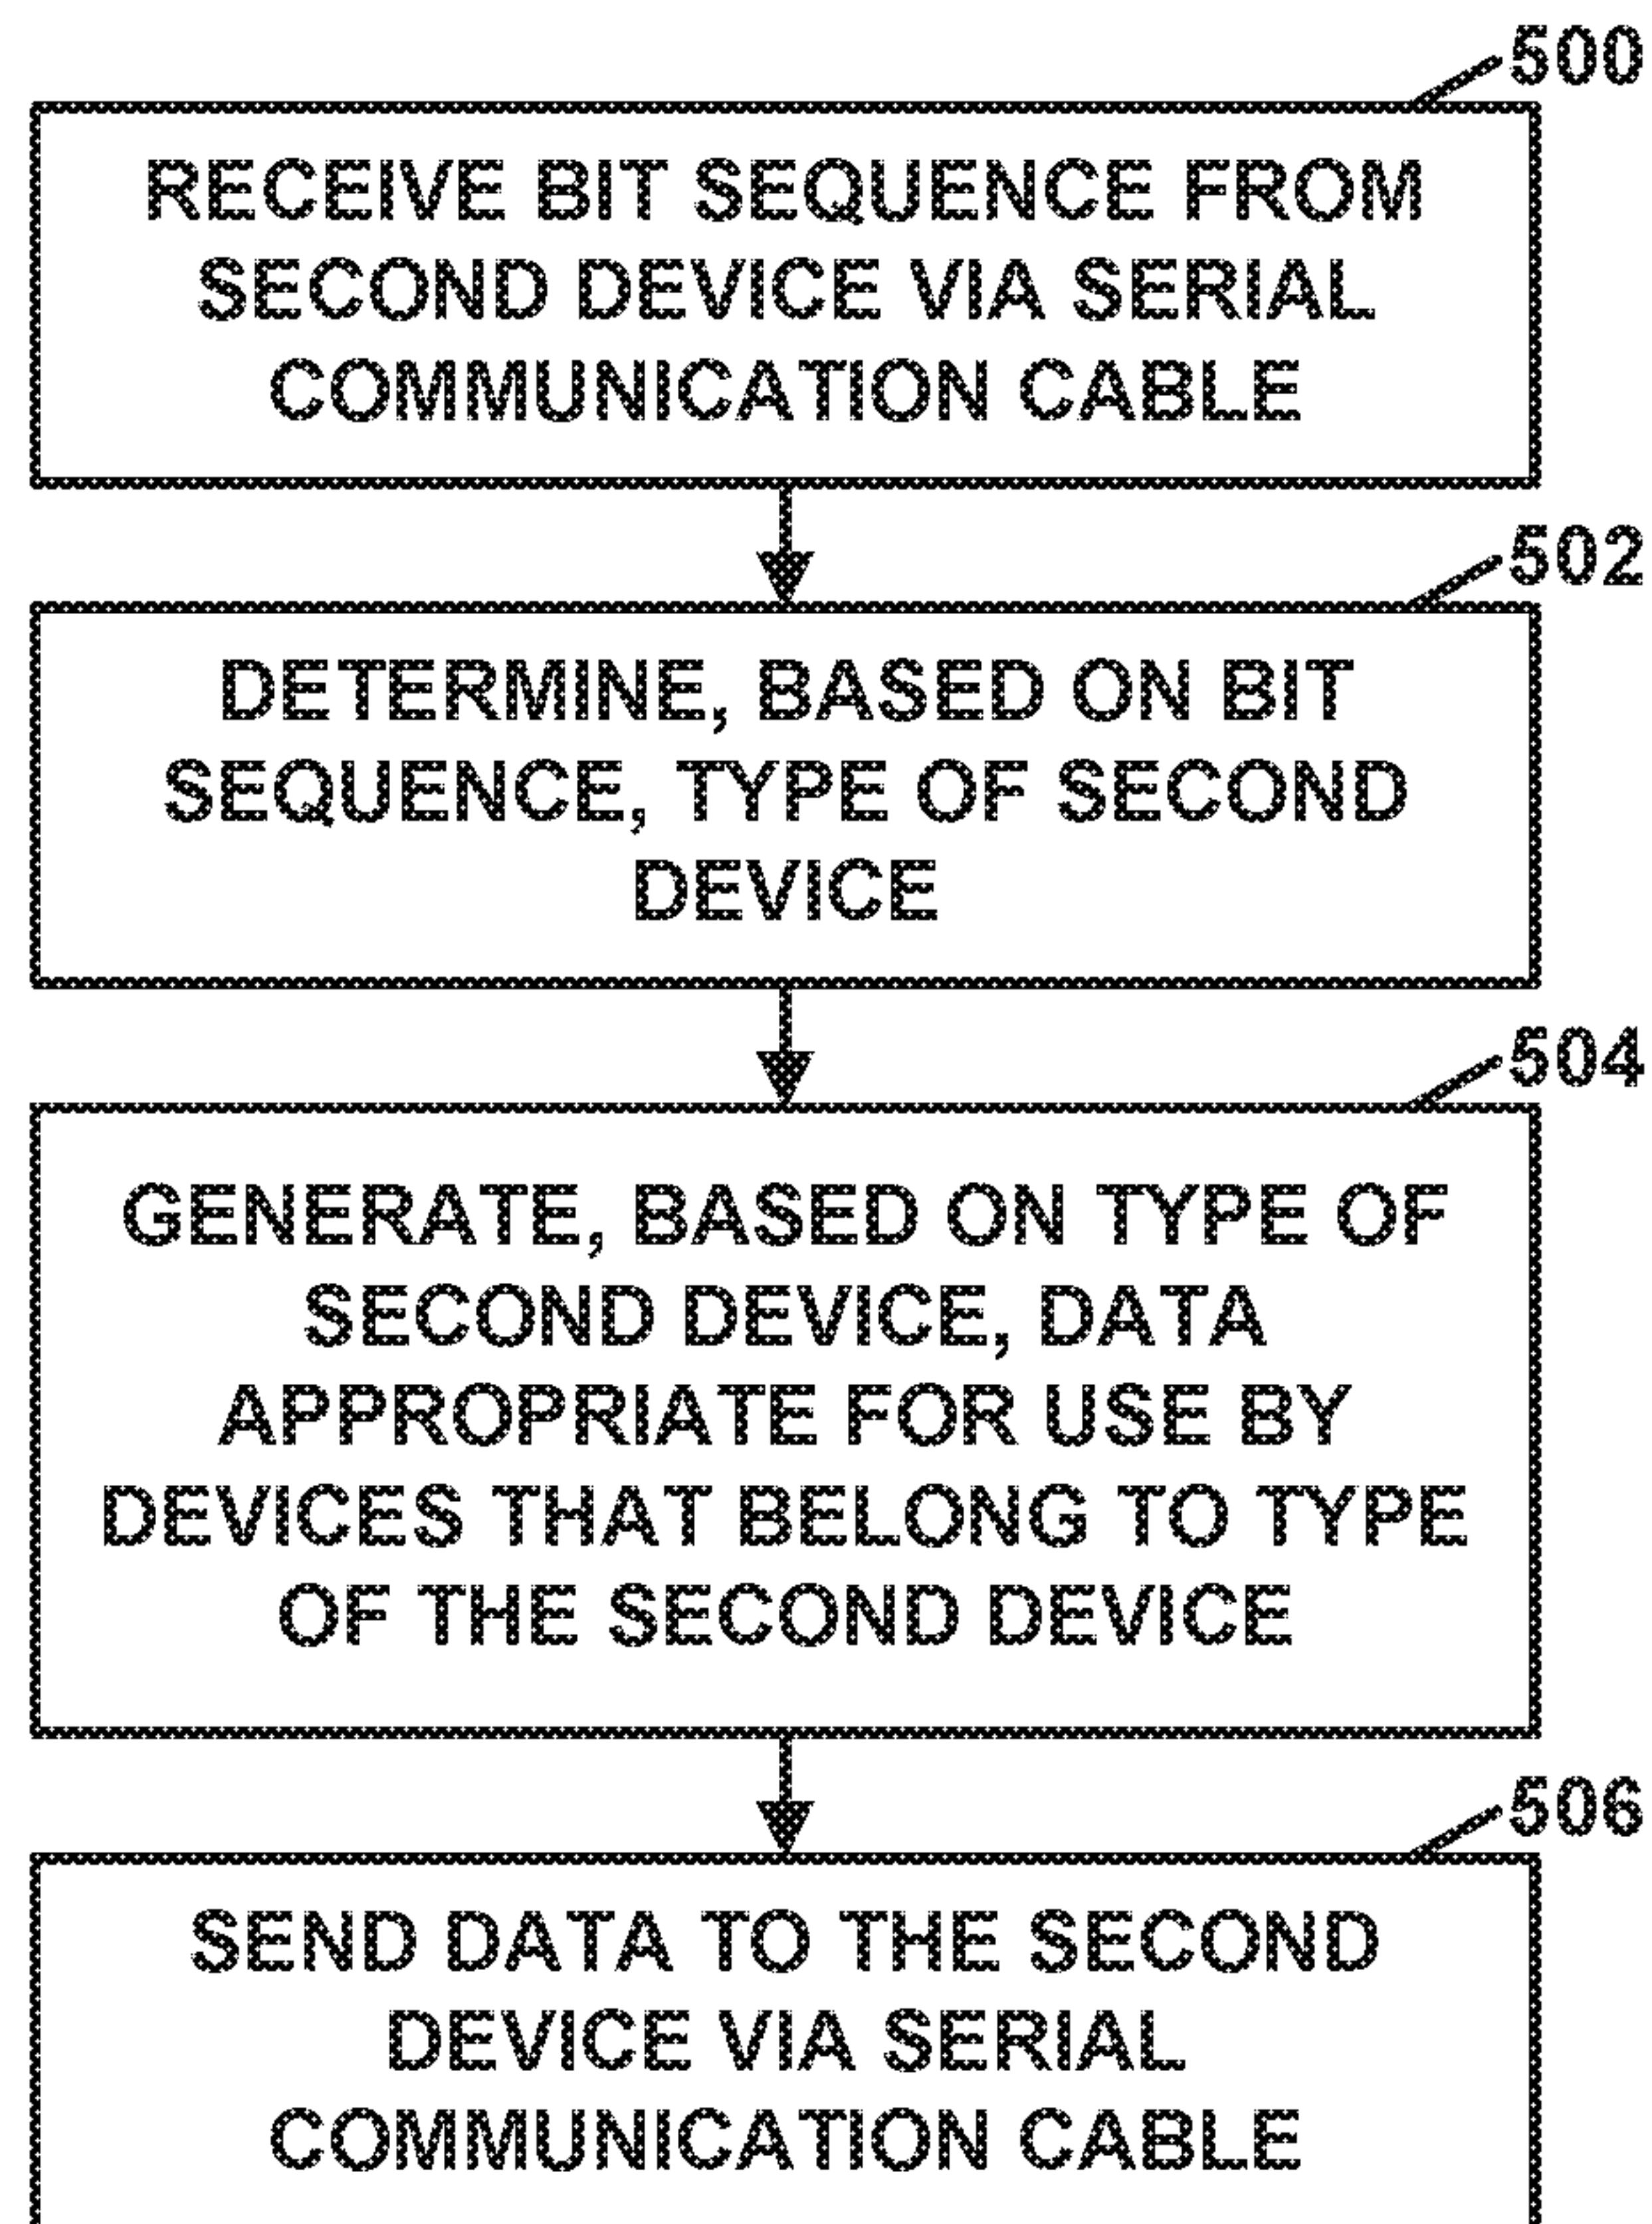 500
RECEIVE BIT SEQUENCE FROM
SECOND DEVICE VIA SERIAL
COMMUNICATION CABLE
502
DETERMINE, BASED ON BIT
SEQUENCE, TYPE OF SECOND
DEVICE
504
GENERATE, BASED ON TYPE OF
SECOND DEVICE, DATA
APPROPRIATE FOR USE BY
DEVICES THAT BELONG TO TYPE
OF THE SECOND DEVICE
506
SEND DATA TO THE SECOND
DEVICE VIA SERIAL
COMMUNICATION CABLE